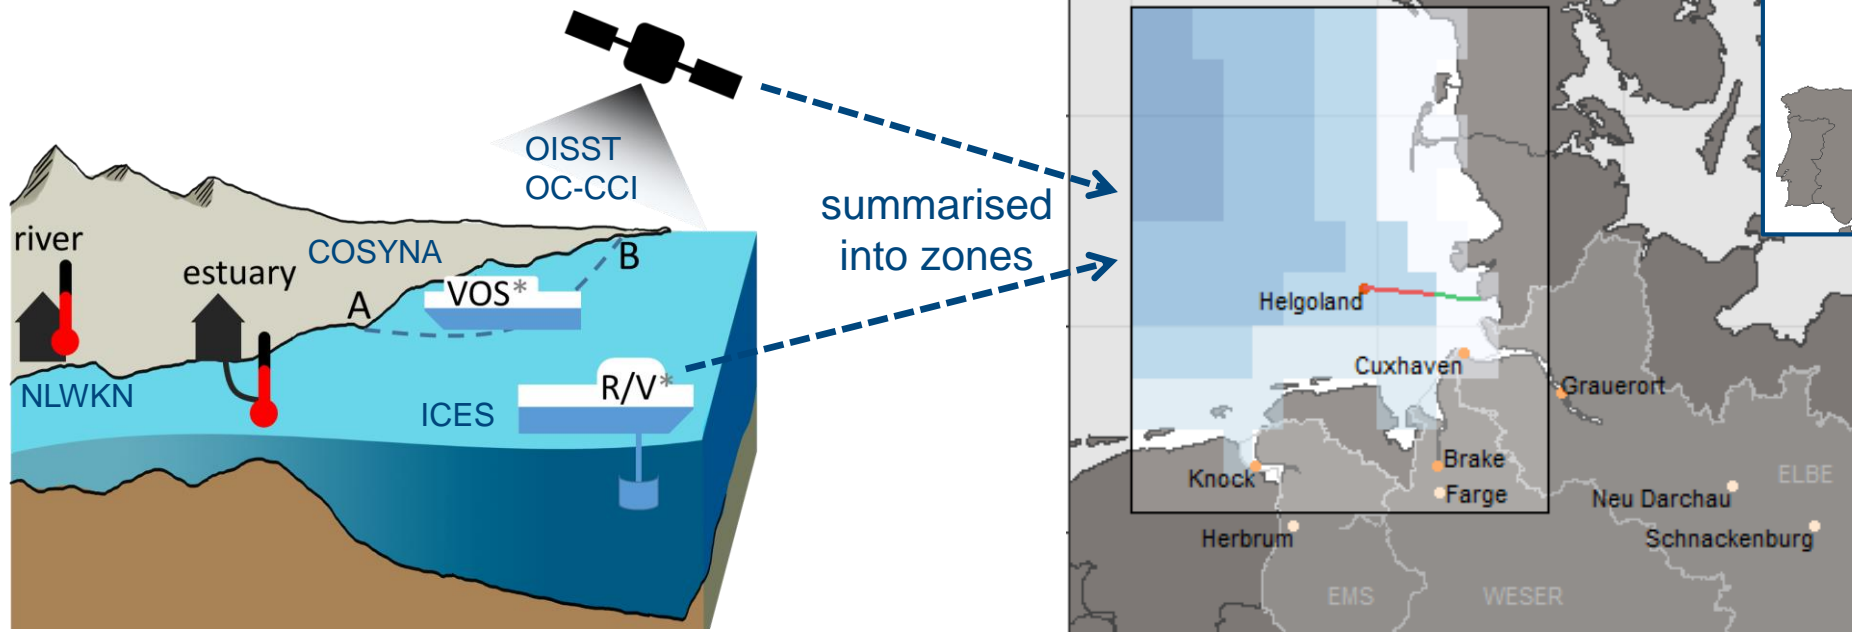 OISST
OC-CCI
river
COSYNA
B
estuary
A
VOS*
NLWKN
ICES
R/V*
summarised
into zones
Helgoland
Cuxhaven
Grauerort
Knock
Brake
Farge
Neu Darchau
ELBE
Herbrum
Schnackenburg
EMS
WESER